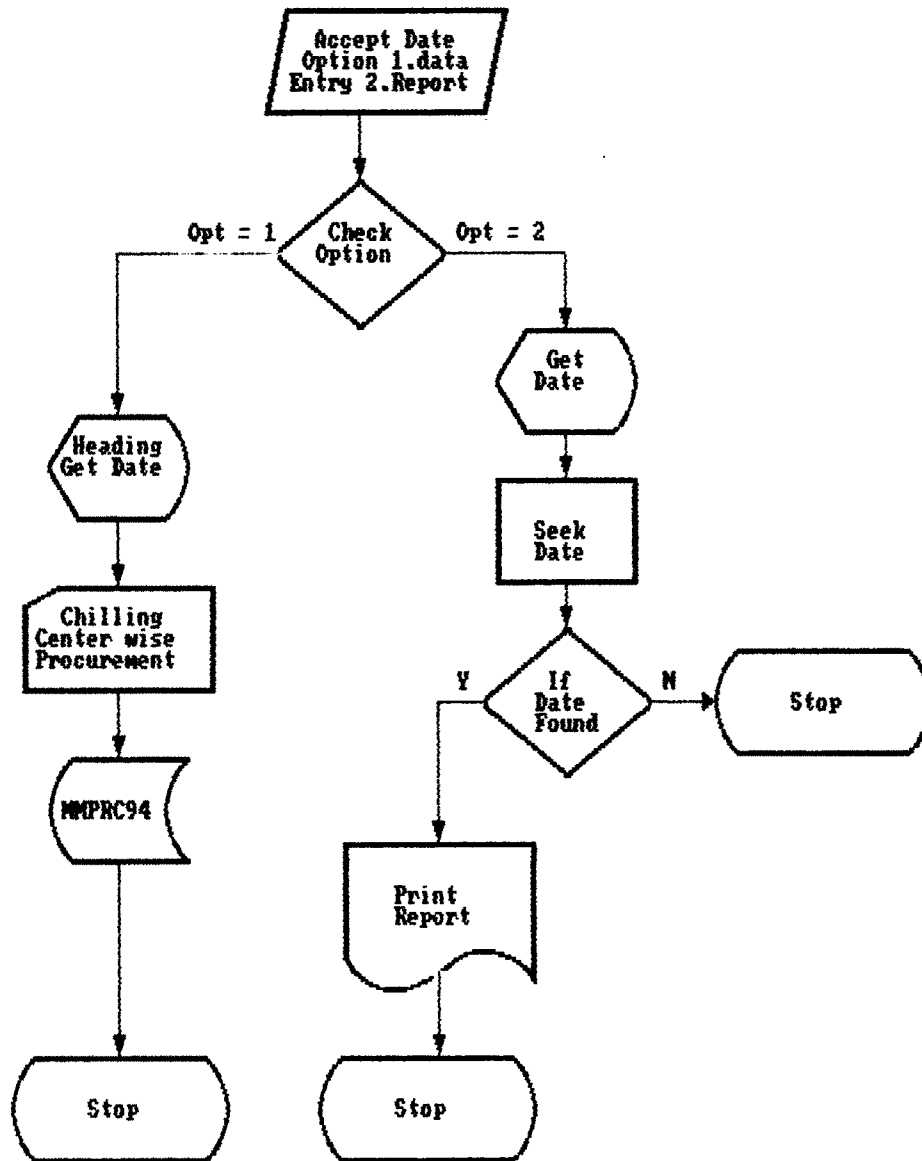 Accept Date
Option 1.data
Entry 2.Report
Opt = 1
Check
Option
Opt = 2
Get
Date
Heading
Get Date
Seek
Date
Chilling
Center wise
Procurement
Y
If
Date
Found
N
Stop
MMPRC94
Print
Report
Stop
Stop